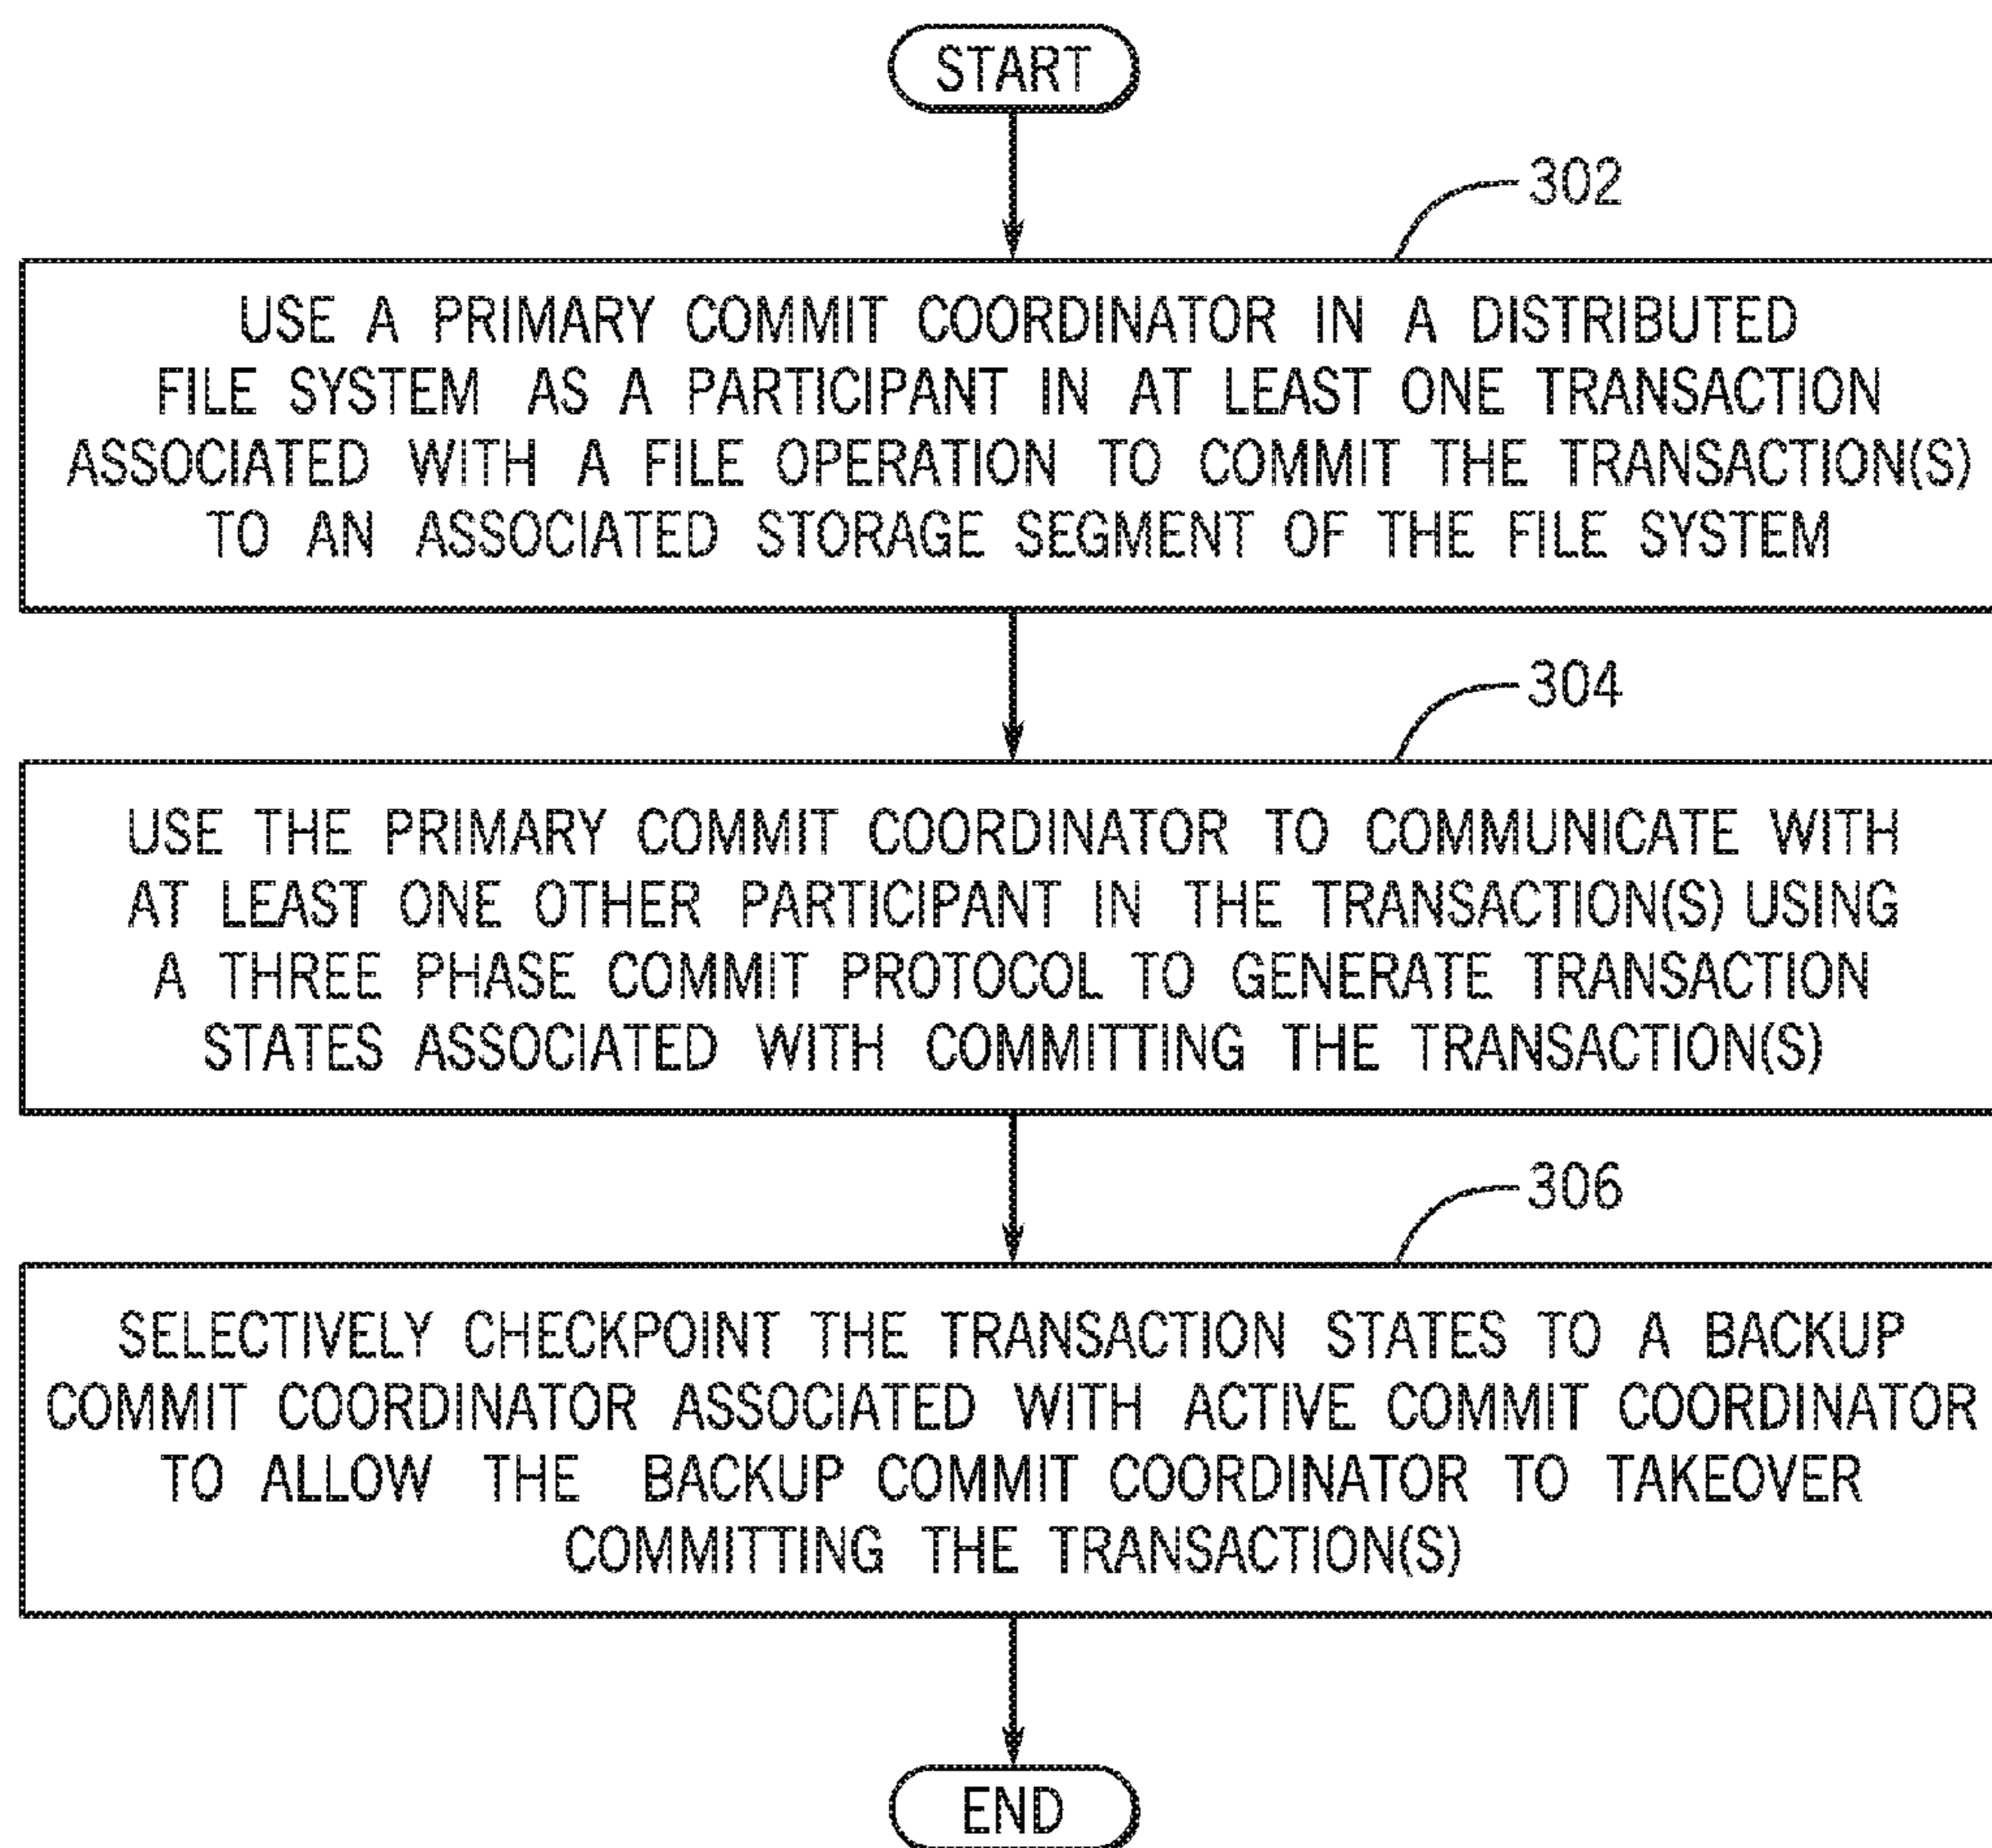 START
302
USE A PRIMARY COMMIT COORDINATOR IN A DISTRIBUTED
FILE SYSTEM AS A PARTICIPANT IN AT LEAST ONE TRANSACTION
ASSOCIATED WITH A FILE OPERATION TO COMMIT THE TRANSACTION(S)
TO AN ASSOCIATED STORAGE SEGMENT OF THE FILE SYSTEM
304
USE THE PRIMARY COMMIT COORDINATOR TO COMMUNICATE WITH
AT LEAST ONE OTHER PARTICIPANT IN THE TRANSACTION(S) USING
A THREE PHASE COMMIT PROTOCOL TO GENERATE TRANSACTION
STATES ASSOCIATED WITH COMMITTING THE TRANSACTION(S)
306
SELECTIVELY CHECKPOINT THE TRANSACTION STATES TO A BACKUP
COMMIT COORDINATOR ASSOCIATED WITH ACTIVE COMMIT COORDINATOR
TO ALLOW THE BACKUP COMMIT COORDINATOR TO TAKEOVER
COMMITTING THE TRANSACTION(S)
END